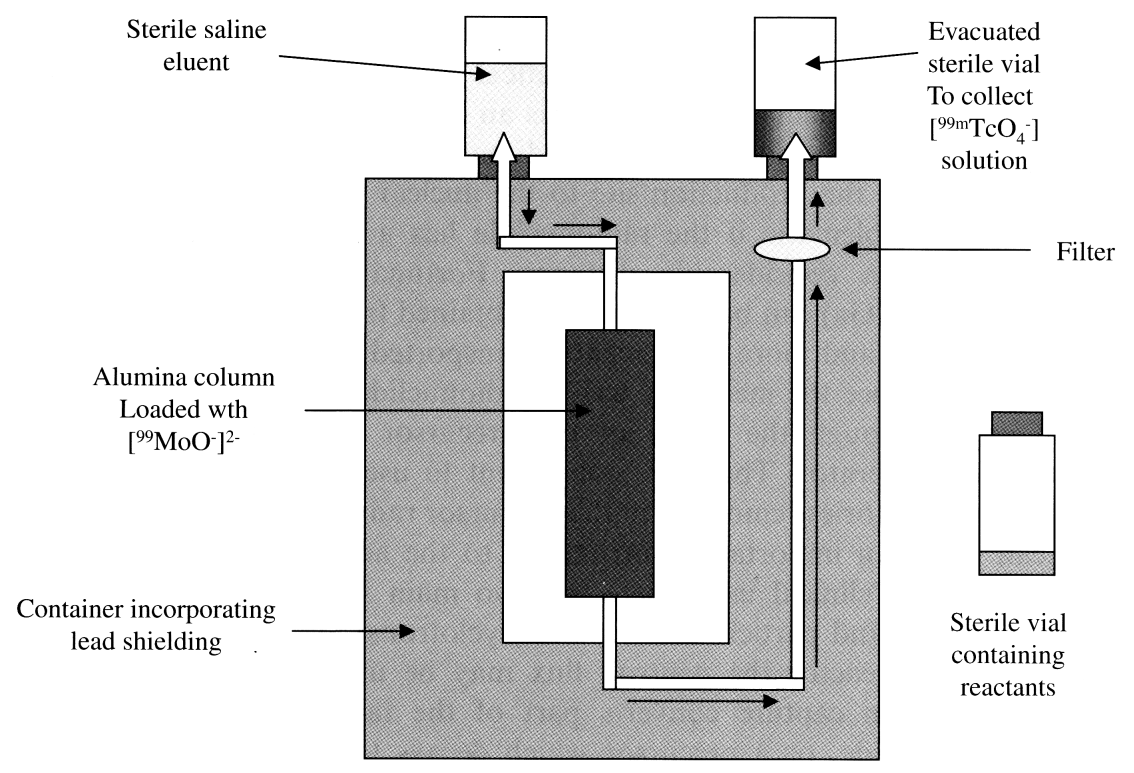 Sterile saline
eluent
Evacuated
sterile vial
To collect
[⁹⁹ᵐTcO₄⁻]
solution
Filter
Alumina column
Loaded wth
[⁹⁹MoO⁻]²⁻
Container incorporating
lead shielding
Sterile vial
containing
reactants